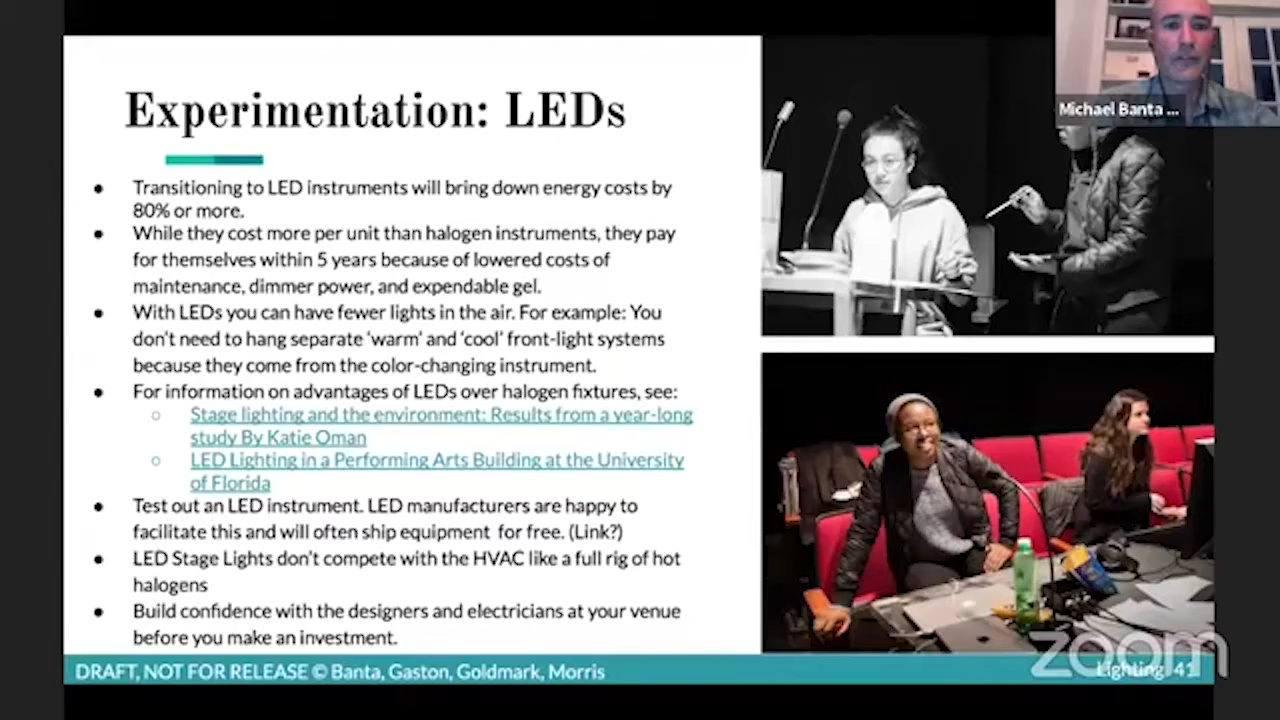 Michael Banta ...
Experimentation: LEDs
● Transitioning to LED instruments will bring down energy costs by
80% or more.
● While they cost more per unit than halogen instruments, they pay
for themselves within 5 years because of lowered costs of
maintenance, dimmer power, and expendable gel.
● With LEDs you can have fewer lights in the air. For example: You
don't need to hang separate 'warm' and 'cool' front-light systems
because they come from the color-changing instrument.
● For information on advantages of LEDs over halogen fixtures, see:
○ Stage lighting and the environment: Results from a year-long
study By Katie Oman
○ LED Lighting in a Performing Arts Building at the University
of Florida
● Test out an LED instrument. LED manufacturers are happy to
facilitate this and will often ship equipment for free. (Link?)
● LED Stage Lights don't compete with the HVAC like a full rig of hot
halogens
● Build confidence with the designers and electricians at your venue
before you make an investment.
DRAFT, NOT FOR RELEASE © Banta, Gaston, Goldmark, Morris
Lighting 41
zoom